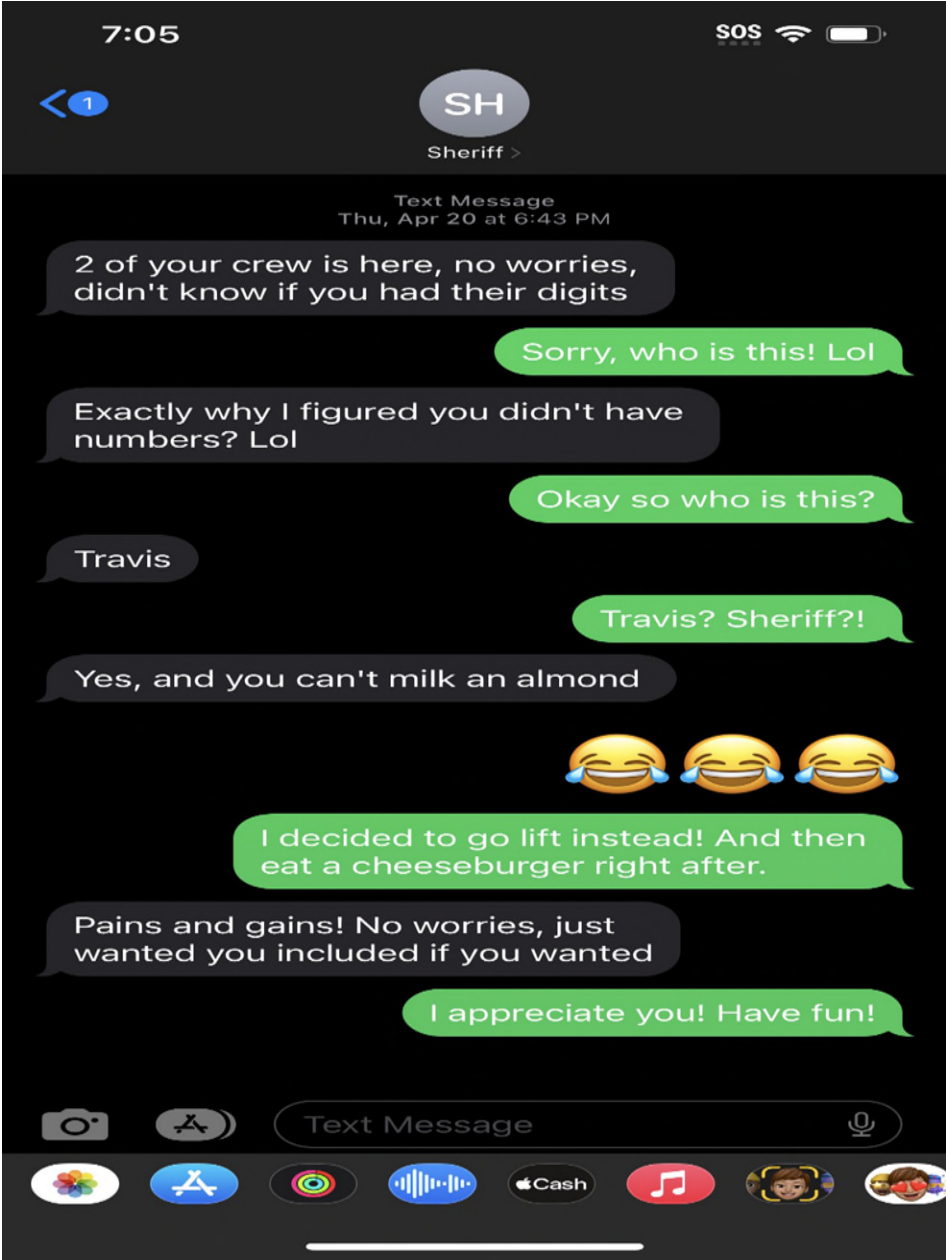 7:05
SOS
1
SH
Sheriff >
Text Message
Thu, Apr 20 at 6:43 PM
2 of your crew is here, no worries,
didn't know if you had their digits
Sorry, who is this! Lol
Exactly why I figured you didn't have
numbers? Lol
Okay so who is this?
Travis
Travis? Sheriff?!
Yes, and you can't milk an almond
😂😂😂
I decided to go lift instead! And then
eat a cheeseburger right after.
Pains and gains! No worries, just
wanted you included if you wanted
I appreciate you! Have fun!
Text Message
Cash